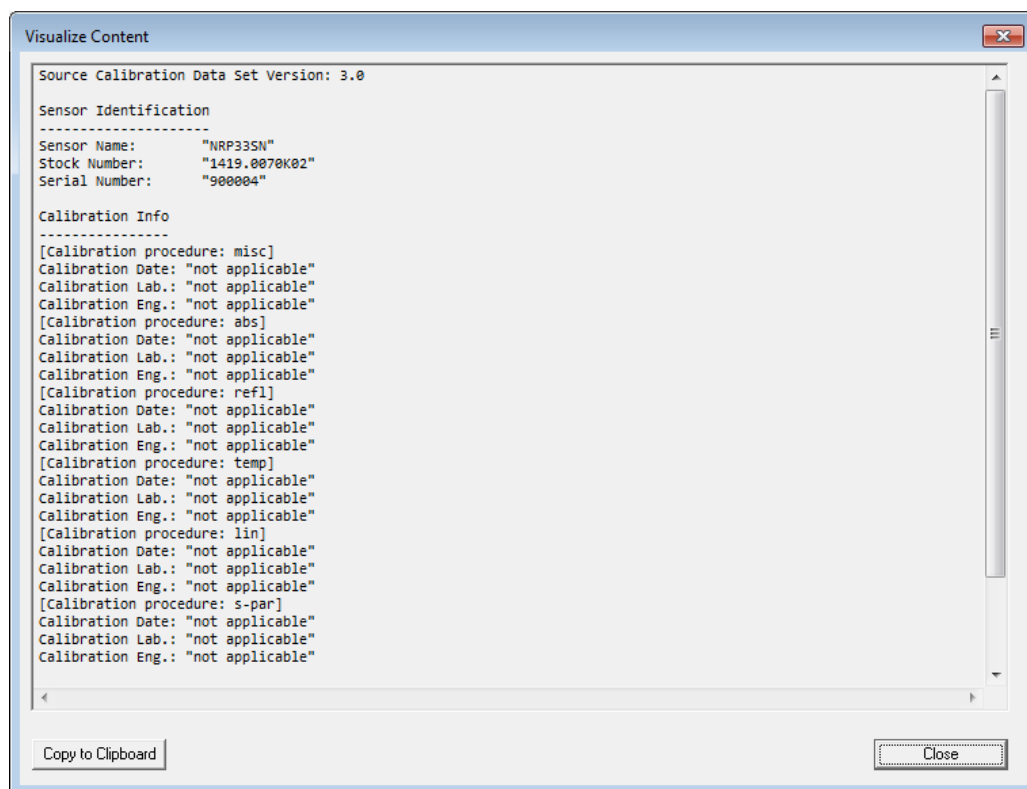 Visualize Content
Source Calibration Data Set Version: 3.0
Sensor Identification
---------------------
Sensor Name: "NRP33SN"
Stock Number: "1419.0070K02"
Serial Number: "900004"
Calibration Info
----------------
[Calibration procedure: misc]
Calibration Date: "not applicable"
Calibration Lab.: "not applicable"
Calibration Eng.: "not applicable"
[Calibration procedure: abs]
Calibration Date: "not applicable"
Calibration Lab.: "not applicable"
Calibration Eng.: "not applicable"
[Calibration procedure: refl]
Calibration Date: "not applicable"
Calibration Lab.: "not applicable"
Calibration Eng.: "not applicable"
[Calibration procedure: temp]
Calibration Date: "not applicable"
Calibration Lab.: "not applicable"
Calibration Eng.: "not applicable"
[Calibration procedure: lin]
Calibration Date: "not applicable"
Calibration Lab.: "not applicable"
Calibration Eng.: "not applicable"
[Calibration procedure: s-par]
Calibration Date: "not applicable"
Calibration Lab.: "not applicable"
Calibration Eng.: "not applicable"
Copy to Clipboard
Close